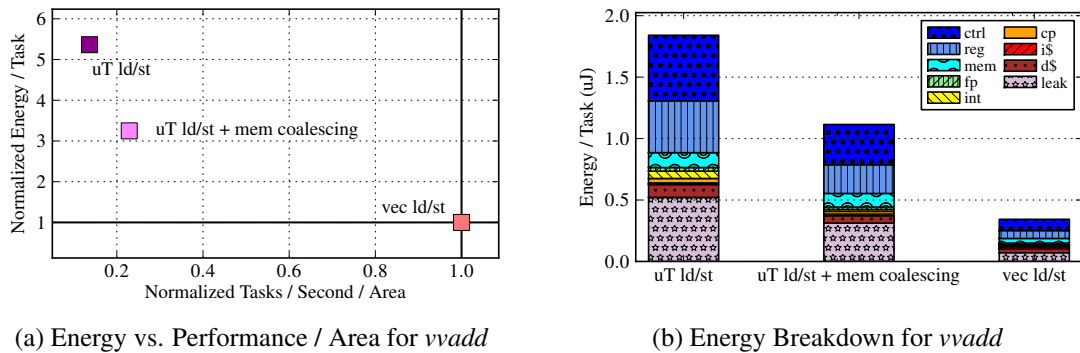 6
5
4
3
2
1
Normalized Energy / Task
uT ld/st
uT ld/st + mem coalescing
vec ld/st
0.2 0.4 0.6 0.8 1.0
Normalized Tasks / Second / Area
(a) Energy vs. Performance / Area for vvadd
2.0
1.5
1.0
0.5
0.0
Energy / Task (uJ)
ctrl cp
reg i$
mem d$
fp leak
int
uT ld/st uT ld/st + mem coalescing vec ld/st
(b) Energy Breakdown for vvadd